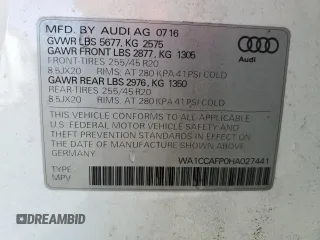 MFD. BY AUDI AG 07/16
GVWR LBS 5677, KG 2575
GAWR FRONT LBS 2877, KG 1305
FRONT-TIRES 255/45 R20
8.5JX20 RIMS. AT 280 KPA 41 PSI COLD
GAWR REAR LBS 2976, KG 1350
REAR-TIRES 255/45 R20
8.5JX20 RIMS. AT 280 KPA 41 PSI COLD
Audi
THIS VEHICLE CONFORMS TO ALL APPLICABLE
U.S. FEDERAL MOTOR VEHICLE SAFETY AND
THEFT PREVENTION STANDARDS IN EFFECT ON
THE DATE OF MANUFACTURE SHOWN ABOVE.
GERMANY
WA1CCAFP0HA027441
TYPE:
MPV
DREAMBID
DREAMBID.COM